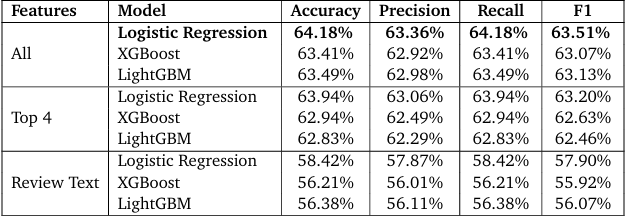 Features Model Accuracy Precision Recall F1
Logistic Regression 64.18% 63.36% 64.18% 63.51%
All XGBoost 63.41% 62.92% 63.41% 63.07%
LightGBM 63.49% 62.98% 63.49% 63.13%
Logistic Regression 63.94% 63.06% 63.94% 63.20%
Top 4 XGBoost 62.94% 62.49% 62.94% 62.63%
LightGBM 62.83% 62.29% 62.83% 62.46%
Logistic Regression 58.42% 57.87% 58.42% 57.90%
Review Text XGBoost 56.21% 56.01% 56.21% 55.92%
LightGBM 56.38% 56.11% 56.38% 56.07%